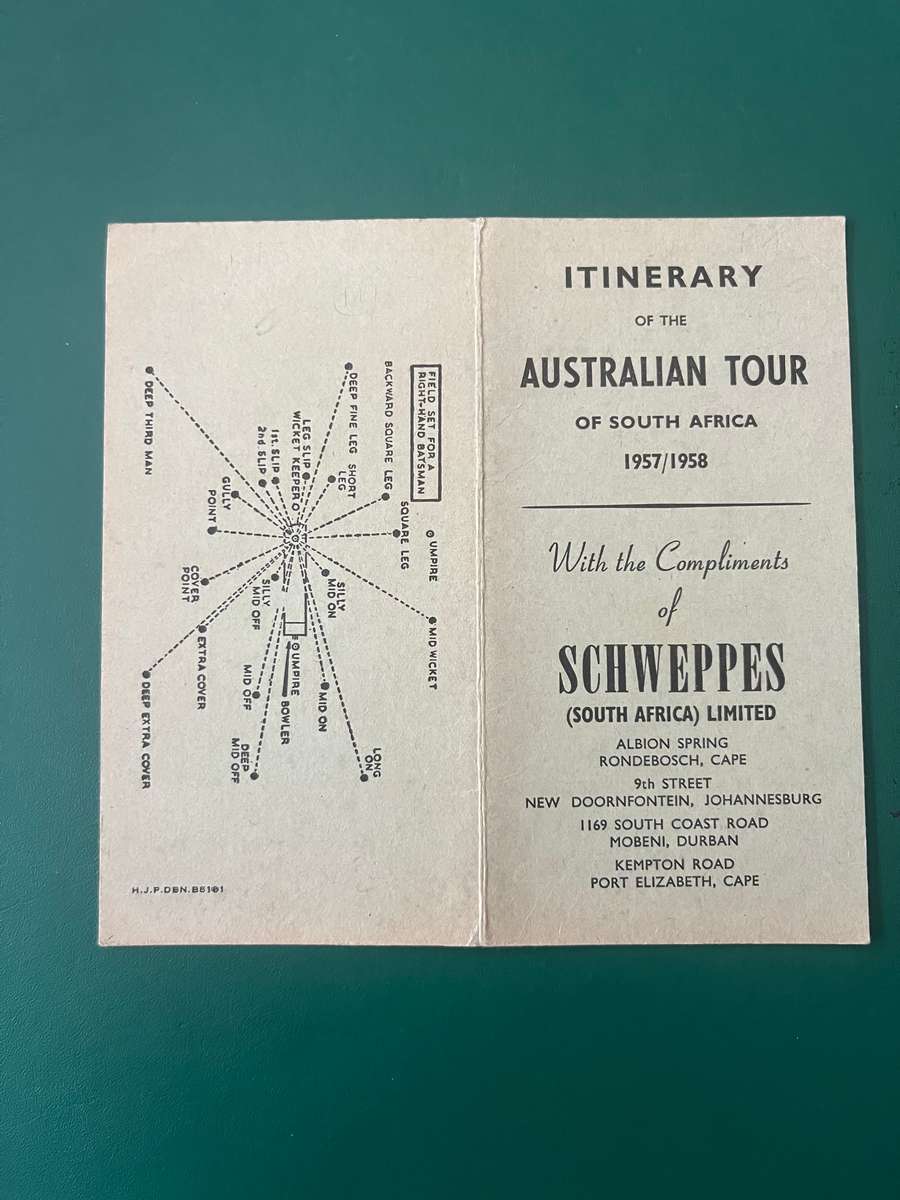 ITINERARY
OF THE
AUSTRALIAN TOUR
OF SOUTH AFRICA
1957/1958
With the Compliments
of
SCHWEPPES
(SOUTH AFRICA) LIMITED
ALBION SPRING
RONDEBOSCH, CAPE
9th STREET
NEW DOORNFONTEIN, JOHANNESBURG
1169 SOUTH COAST ROAD
MOBENI, DURBAN
KEMPTON ROAD
PORT ELIZABETH, CAPE
FIELD SET FOR A
RIGHT-HAND BATSMAN
BACKWARD SQUARE LEG
DEEP FINE LEG
SHORT
LEG
SQUARE LEG
UMPIRE
MID WICKET
LEG SLIP
WICKET KEEPER
1st. SLIP
2nd. SLIP
GULLY
POINT
DEEP THIRD MAN
COVER
POINT
EXTRA COVER
DEEP EXTRA COVER
SILLY
MID ON
SILLY
MID OFF
UMPIRE
BOWLER
MID ON
MID OFF
LONG
ON
DEEP
MID OFF
H.J.P.DBN.B5101